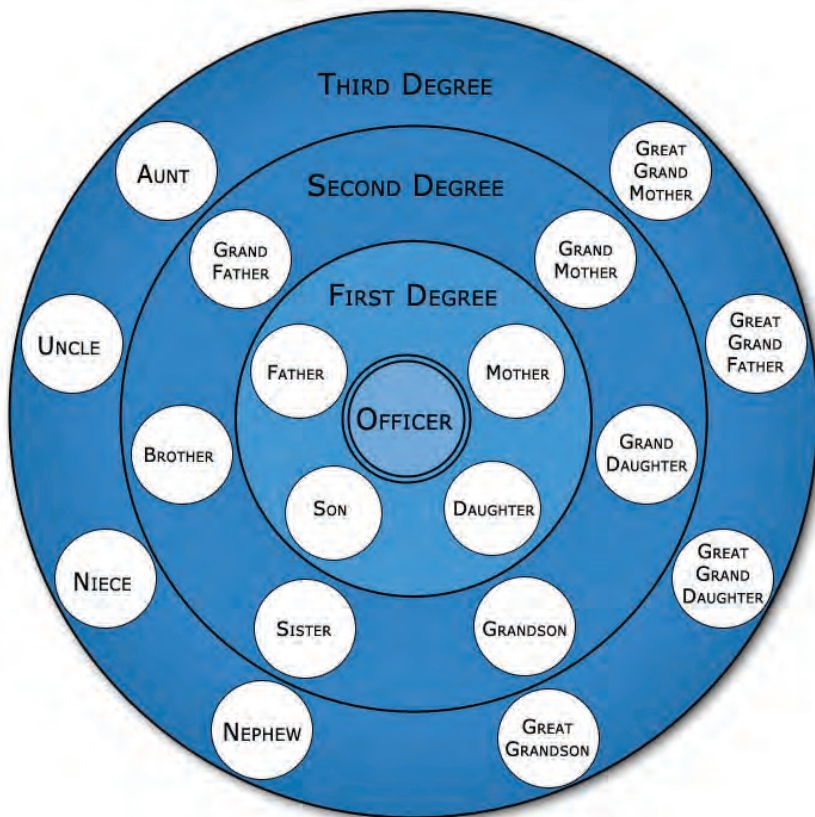 THIRD DEGREE
AUNT
GREAT
GRAND
MOTHER
SECOND DEGREE
GRAND
FATHER
GRAND
MOTHER
FIRST DEGREE
UNCLE
GREAT
GRAND
FATHER
FATHER
MOTHER
OFFICER
BROTHER
GRAND
DAUGHTER
SON
DAUGHTER
NIECE
GREAT
GRAND
DAUGHTER
SISTER
GRANDSON
NEPHEW
GREAT
GRANDSON